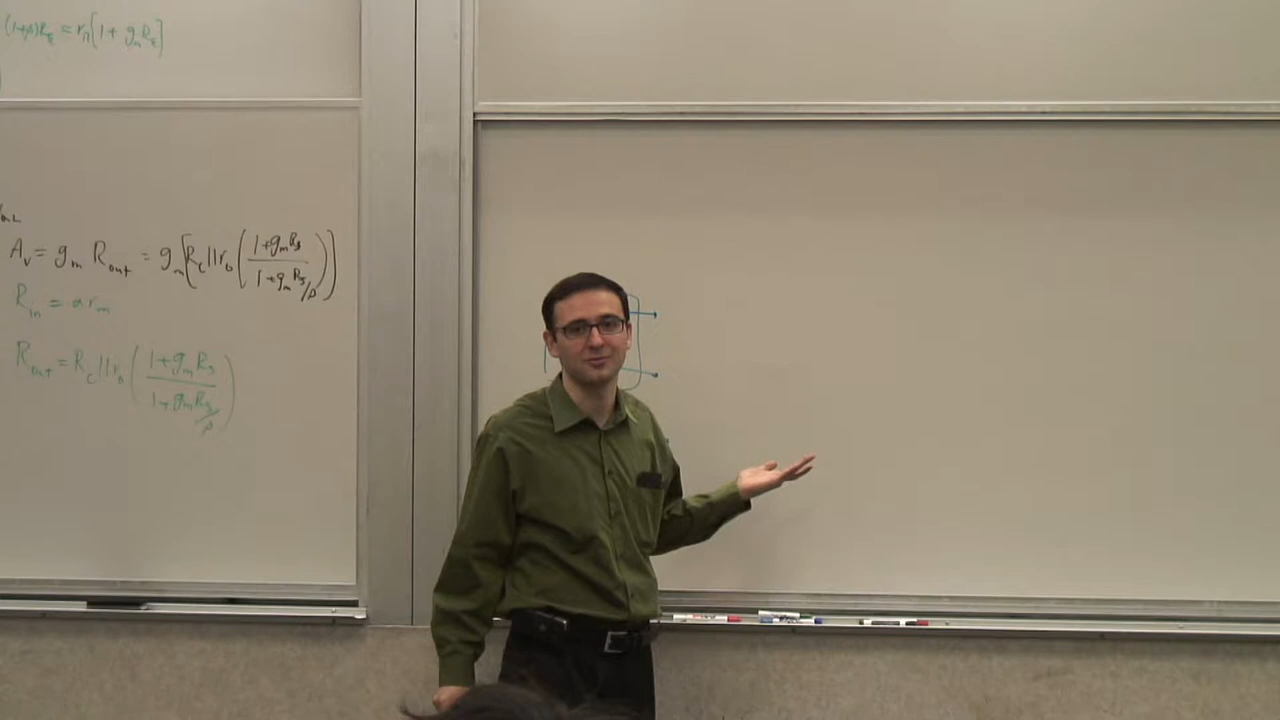 (1+β)R_E = r_π[1 + g_m R_E]
A_v = g_m R_out = g_m [R_C || r_o ((1+g_m R_S)/(1+g_m R_S/β))]
R_in = α r_m
R_out = R_C || r_o ((1+g_m R_S)/(1+g_m R_S/β))